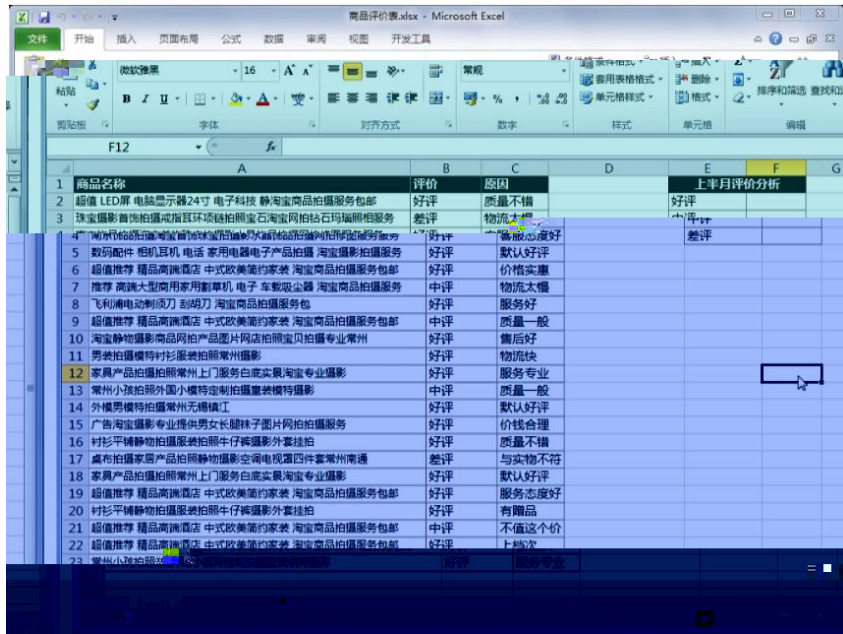 商品评价表.xlsx - Microsoft Excel
文件 开始 插入 页面布局 公式 数据 审阅 视图 开发工具
粘贴 微软雅黑 16 常规 套用表格格式 删除
B I U 单元格样式 格式 排序和筛选
剪贴板 字体 对齐方式 数字 样式 单元格 编辑
F12 fx
A B C D E F G
1 商品名称 评价 原因 上半月评价分析
2 超值 LED屏 电脑显示器24寸 电子科技 静淘宝商品拍摄服务包邮 好评 质量不错 好评
3 珠宝摄影首饰拍摄戒指耳环项链拍照宝石淘宝网拍钻石玛瑙照相服务 差评 物流太慢 中评
4 好评 客服态度好 差评
5 数码配件 相机耳机 电话 家用电器电子产品拍摄 淘宝摄影拍摄服务 好评 默认好评
6 超值推荐 精品高端酒店 中式欧美简约家装 淘宝商品拍摄服务包邮 好评 价格实惠
7 推荐 高端大型商用家用割草机 电子 车载吸尘器 淘宝商品拍摄服务 中评 物流太慢
8 飞利浦电动剃须刀 刮胡刀 淘宝商品拍摄服务包 好评 服务好
9 超值推荐 精品高端酒店 中式欧美简约家装 淘宝商品拍摄服务包邮 中评 质量一般
10 淘宝静物摄影商品网拍产品图片网店拍照宝贝拍摄专业常州 好评 售后好
11 男装拍摄模特衬衫服装拍照常州摄影 好评 物流快
12 家具产品拍摄拍照常州上门服务白底实景淘宝专业摄影 好评 服务专业
13 常州小孩拍照外国小模特定制拍摄童装模特摄影 中评 质量一般
14 外模男模特拍摄常州无锡镇江 好评 默认好评
15 广告淘宝摄影专业提供男女长腿袜子图片网拍拍摄服务 好评 价钱合理
16 衬衫平铺静物拍摄服装拍照牛仔裤摄影外套挂拍 好评 质量不错
17 桌布拍摄家居产品拍照静物摄影空调电视罩四件套常州南通 差评 与实物不符
18 家具产品拍摄拍照常州上门服务白底实景淘宝专业摄影 好评 默认好评
19 超值推荐 精品高端酒店 中式欧美简约家装 淘宝商品拍摄服务包邮 好评 服务态度好
20 衬衫平铺静物拍摄服装拍照牛仔裤摄影外套挂拍 好评 有赠品
21 超值推荐 精品高端酒店 中式欧美简约家装 淘宝商品拍摄服务包邮 中评 不值这个价
22 超值推荐 精品高端酒店 中式欧美简约家装 淘宝商品拍摄服务包邮 好评 上档次
23 常州小孩拍照 好评 服务专业